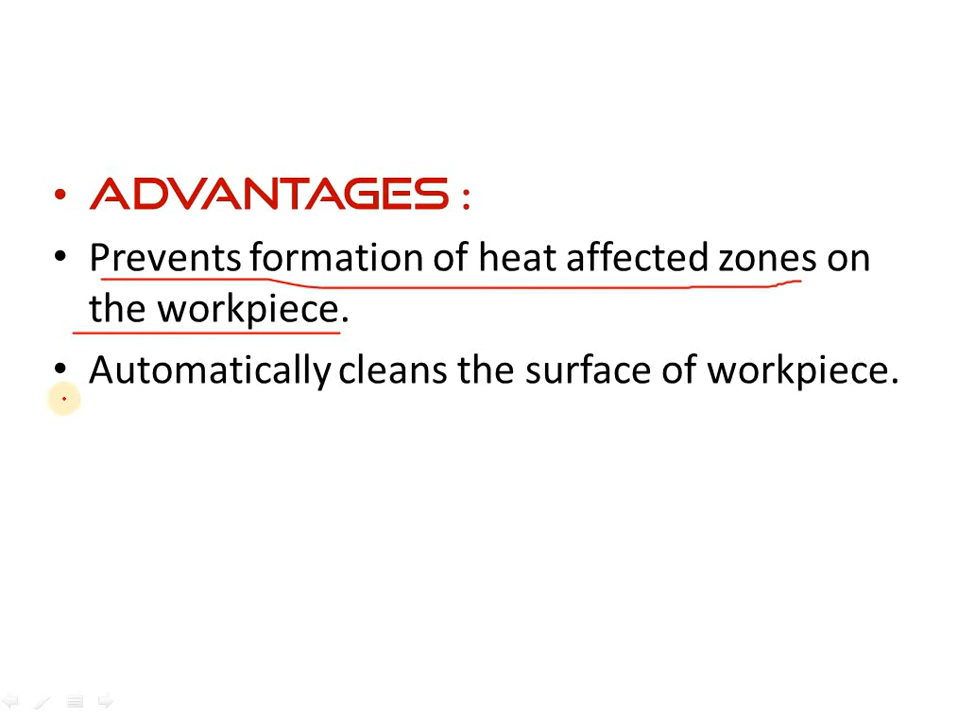 • ADVANTAGES :
• Prevents formation of heat affected zones on
the workpiece.
• Automatically cleans the surface of workpiece.